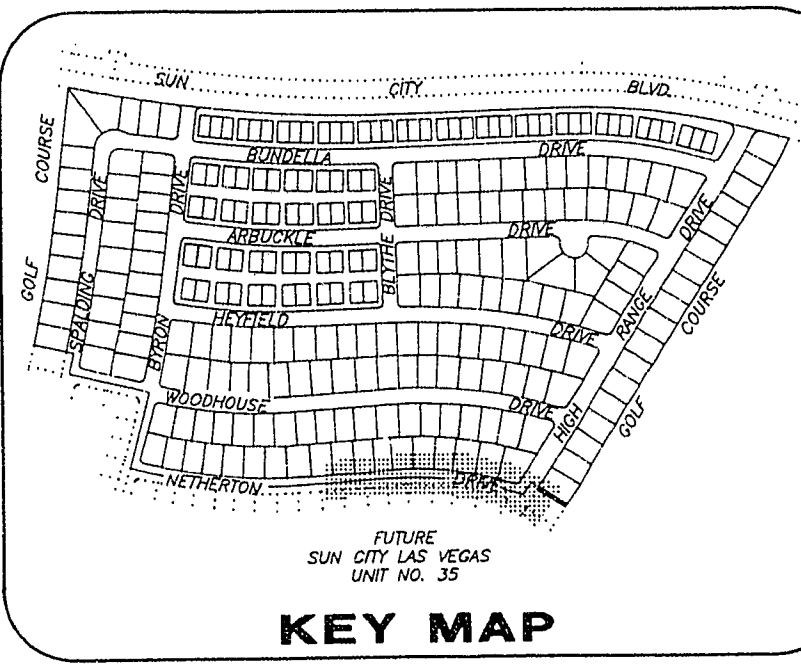 SUN CITY BLVD.
COURSE
GOLF
BUNDELLA DRIVE
DRIVE
SPALDING
DRIVE
BYRON
DRIVE
BLYTHE
ARBUCKLE DRIVE
HEYFIELD DRIVE
WOODHOUSE DRIVE
NETHERTON DRIVE
DRIVE
RANGE
HIGH
COURSE
GOLF
FUTURE
SUN CITY LAS VEGAS
UNIT NO. 35
KEY MAP